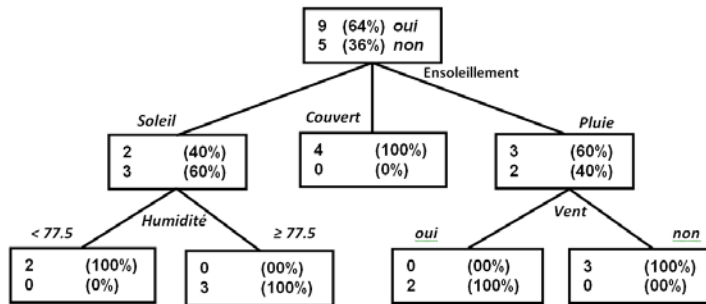 9 (64%) oui
5 (36%) non
Ensoleillement
Soleil
Couvert
Pluie
2 (40%)
3 (60%)
4 (100%)
0 (0%)
3 (60%)
2 (40%)
Humidité
Vent
< 77.5
≥ 77.5
oui
non
2 (100%)
0 (0%)
0 (00%)
3 (100%)
0 (00%)
2 (100%)
3 (100%)
0 (00%)